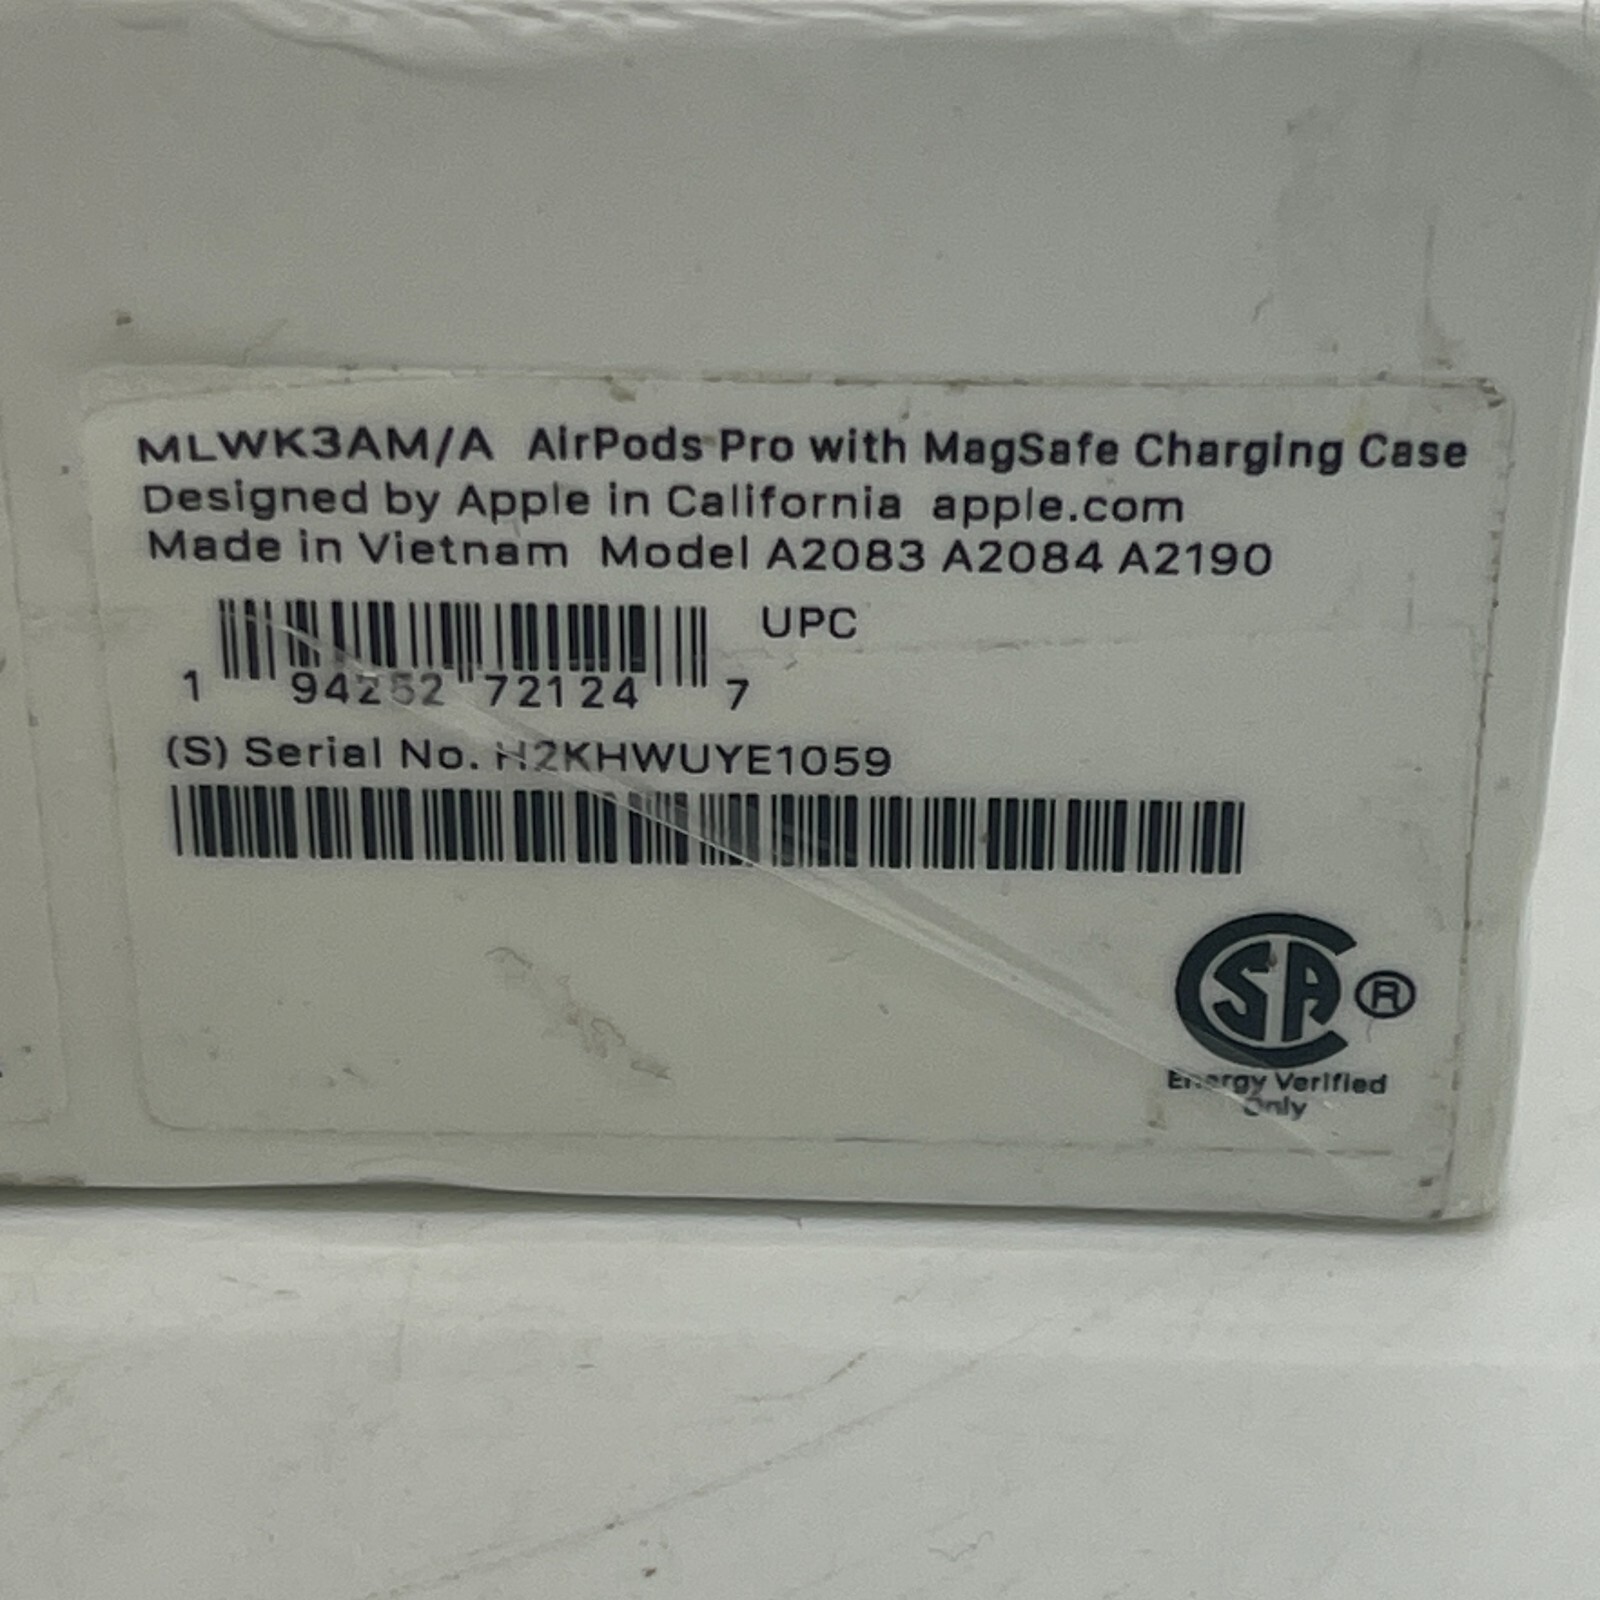 MLWK3AM/A AirPods Pro with MagSafe Charging Case
Designed by Apple in California apple.com
Made in Vietnam Model A2083 A2084 A2190
UPC
1 94252 72124 7
(S) Serial No. H2KHWUYE1059
CSA ®
Energy Verified
Only